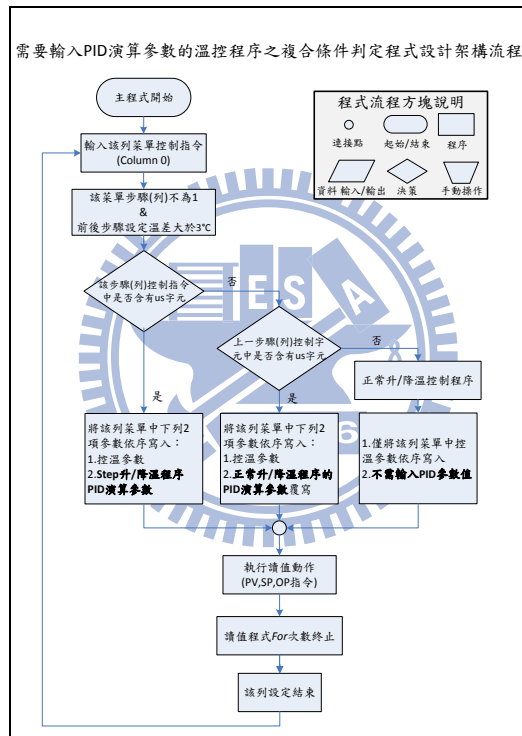 需要輸入PID演算參數的溫控程序之複合條件判定程式設計架構流程
主程式開始
程式流程方塊說明
連接點
起始/結束
程序
資料 輸入/輸出
決策
手動操作
輸入該列菜單控制指令
(Column 0)
該菜單步驟(列)不為1
&
前後步驟設定溫差大於3℃
該步驟(列)控制指令
中是否含有us字元
否
上一步驟(列)控制字
元中是否含有us字元
否
正常升/降溫控制程序
是
是
將該列菜單中下列2
項參數依序寫入：
1.控溫參數
2.Step升/降溫程序
PID演算參數
將該列菜單中下列2
項參數依序寫入：
1.控溫參數
2.正常升/降溫程序的
PID演算參數覆寫
1.僅將該列菜單中控
溫參數依序寫入
2.不需輸入PID參數值
執行讀值動作
(PV,SP,OP指令)
讀值程式For次數終止
該列設定結束
ES
A
8
6